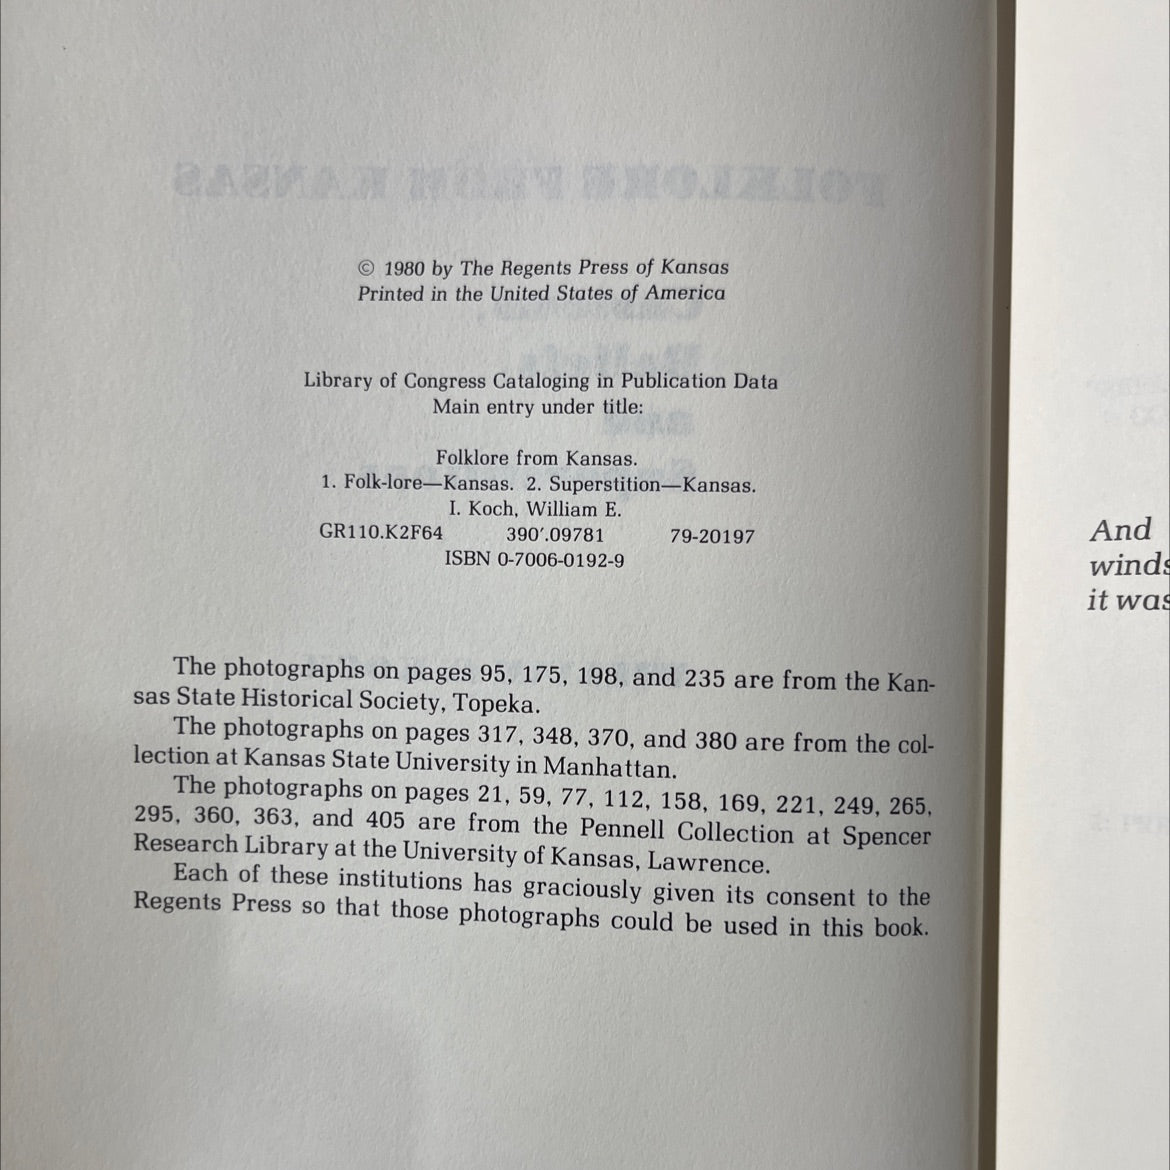 © 1980 by The Regents Press of Kansas
Printed in the United States of America
Library of Congress Cataloging in Publication Data
Main entry under title:
Folklore from Kansas.
1. Folk-lore—Kansas. 2. Superstition—Kansas.
I. Koch, William E.
GR110.K2F64 390′.09781 79-20197
ISBN 0-7006-0192-9
The photographs on pages 95, 175, 198, and 235 are from the Kan-
sas State Historical Society, Topeka.
The photographs on pages 317, 348, 370, and 380 are from the col-
lection at Kansas State University in Manhattan.
The photographs on pages 21, 59, 77, 112, 158, 169, 221, 249, 265,
295, 360, 363, and 405 are from the Pennell Collection at Spencer
Research Library at the University of Kansas, Lawrence.
Each of these institutions has graciously given its consent to the
Regents Press so that those photographs could be used in this book.
And
winds
it was